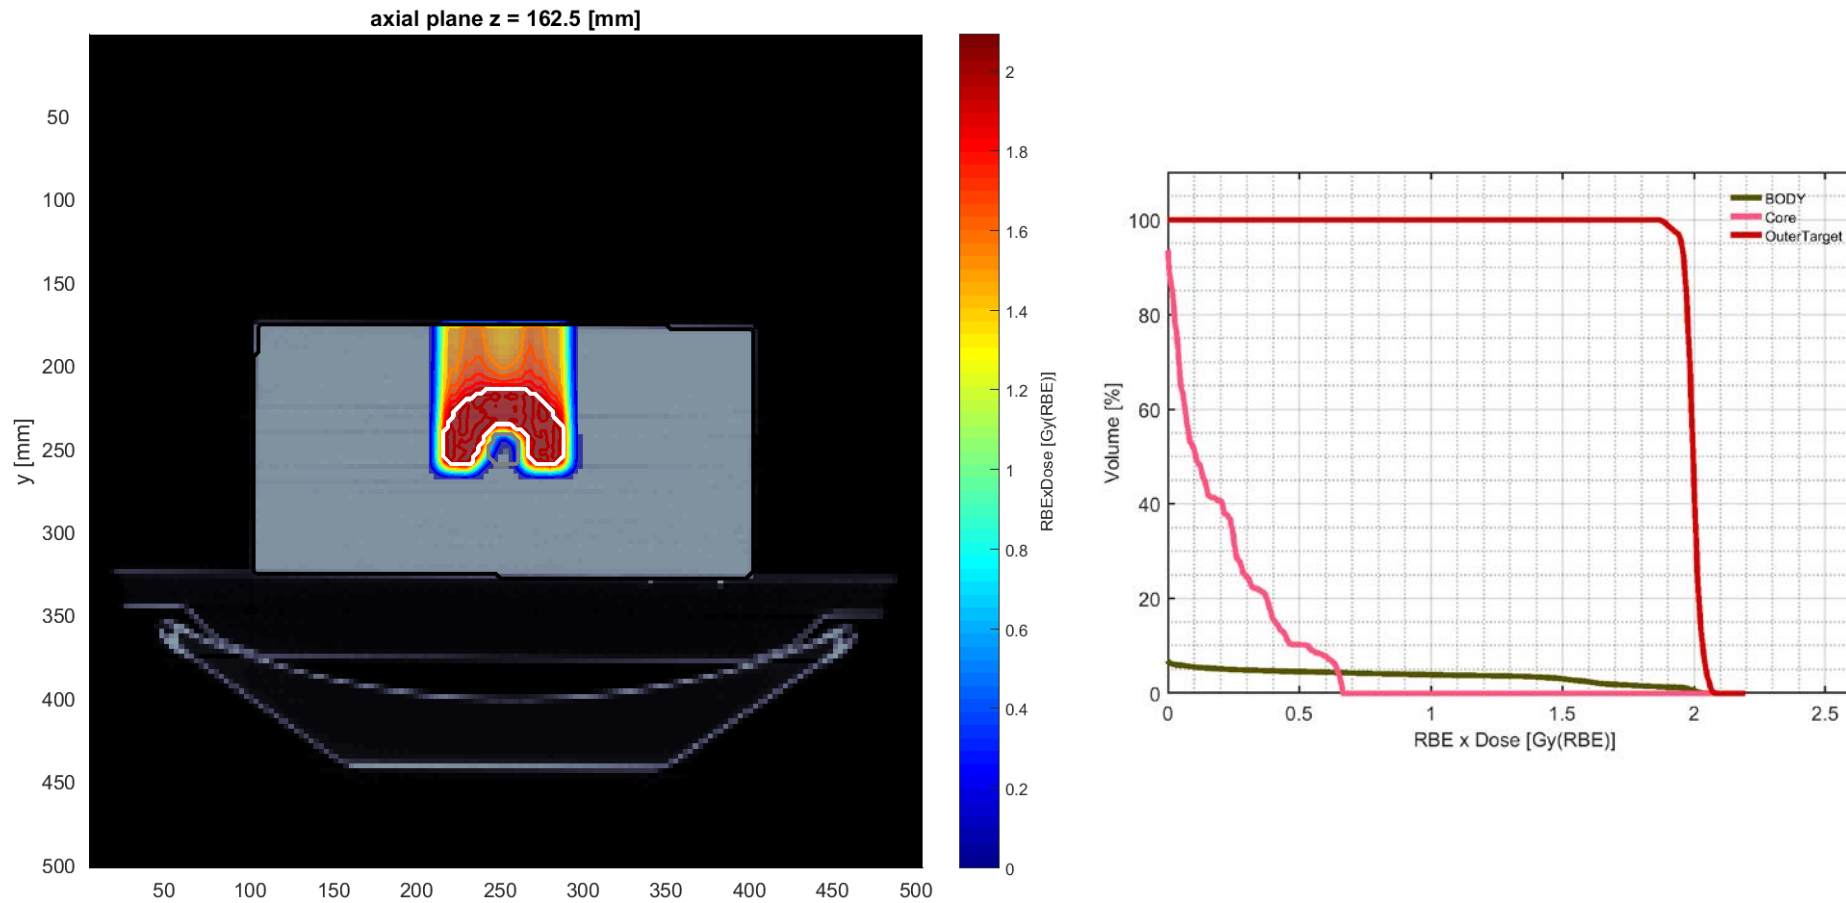 axial plane z = 162.5 [mm]
y [mm]
50
100
150
200
250
300
350
400
450
500
50 100 150 200 250 300 350 400 450 500
2
1.8
1.6
1.4
1.2
1
0.8
0.6
0.4
0.2
0
RBExDose [Gy(RBE)]
Volume [%]
100
80
60
40
20
0
BODY
Core
OuterTarget
0 0.5 1 1.5 2 2.5
RBE x Dose [Gy(RBE)]